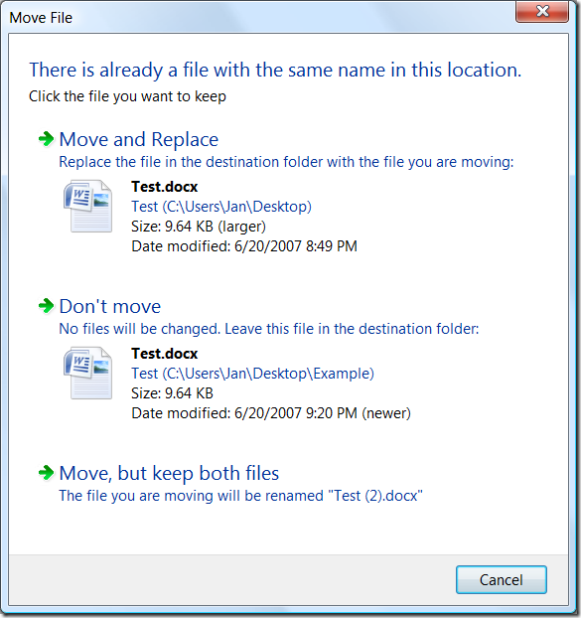 Move File
There is already a file with the same name in this location.
Click the file you want to keep
Move and Replace
Replace the file in the destination folder with the file you are moving:
Test.docx
Test (C:\Users\Jan\Desktop)
Size: 9.64 KB (larger)
Date modified: 6/20/2007 8:49 PM
Don't move
No files will be changed. Leave this file in the destination folder:
Test.docx
Test (C:\Users\Jan\Desktop\Example)
Size: 9.64 KB
Date modified: 6/20/2007 9:20 PM (newer)
Move, but keep both files
The file you are moving will be renamed "Test (2).docx"
Cancel